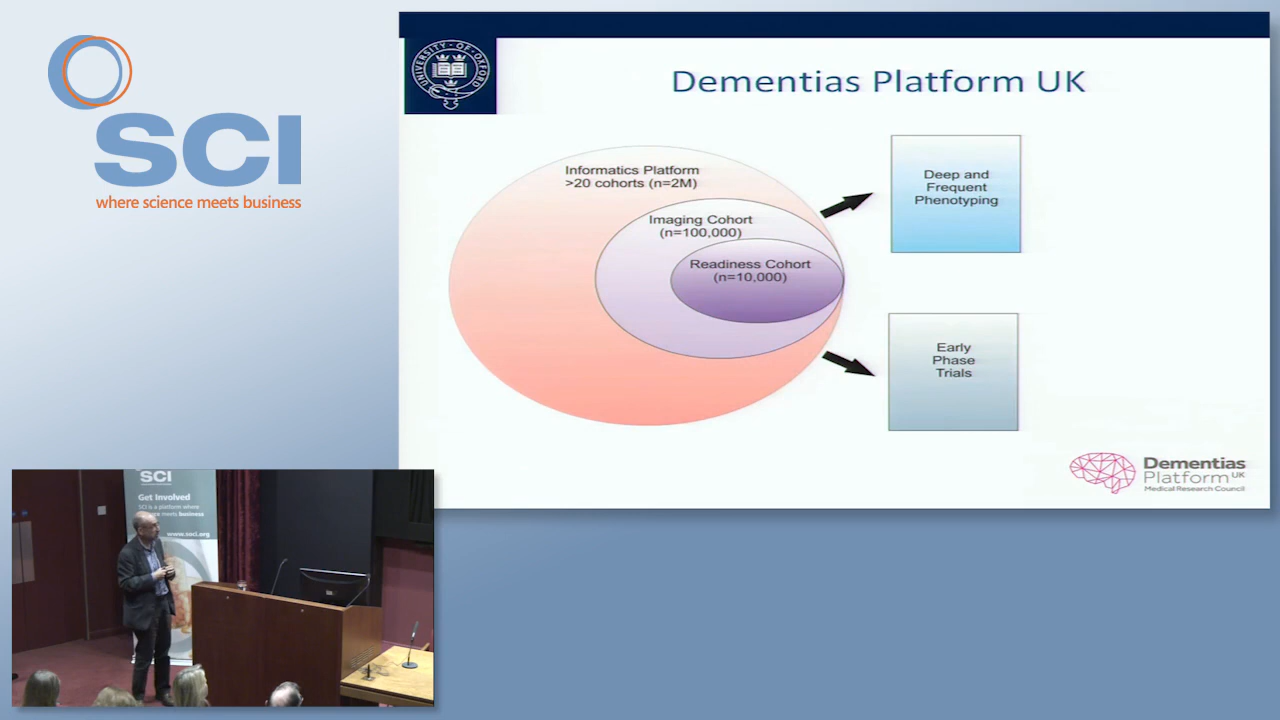 SCI
where science meets business
UNIVERSITY · OF · OXFORD
Dementias Platform UK
Informatics Platform
>20 cohorts (n=2M)
Imaging Cohort
(n=100,000)
Readiness Cohort
(n=10,000)
Deep and
Frequent
Phenotyping
Early
Phase
Trials
Dementias
Platform UK
Medical Research Council
SCI
Get Involved
SCI is a platform where
meets business
www.soci.org